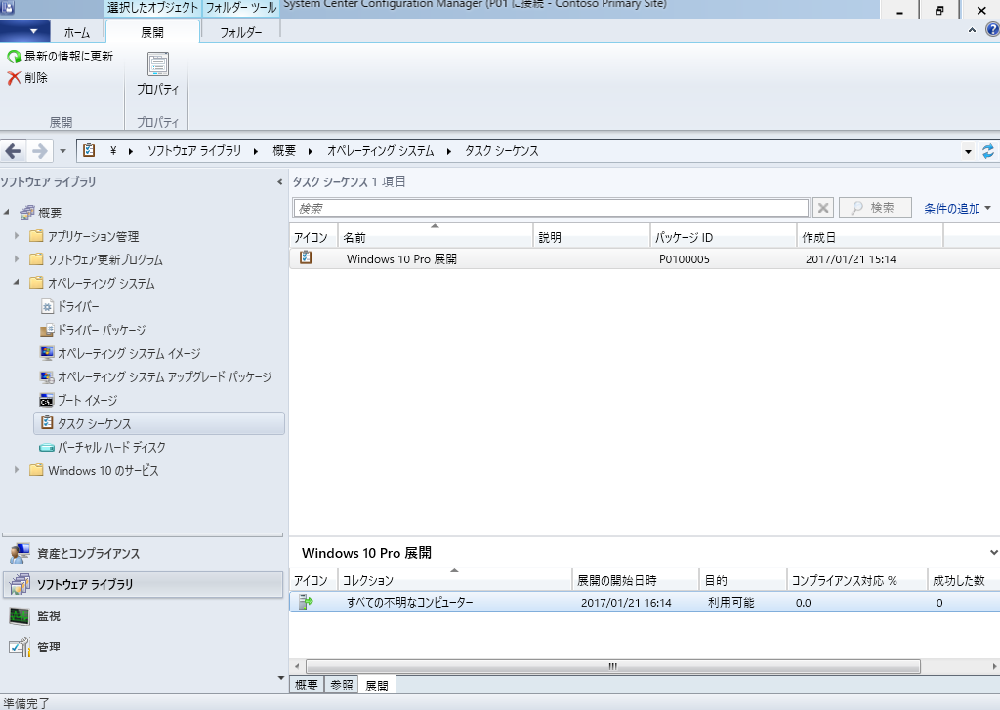 選択したオブジェクト フォルダー ツール System Center Configuration Manager (P01 に接続 - Contoso Primary Site)
ホーム 展開 フォルダー
最新の情報に更新
削除
プロパティ
展開 プロパティ
¥ ソフトウェア ライブラリ 概要 オペレーティング システム タスク シーケンス
ソフトウェア ライブラリ
概要
アプリケーション管理
ソフトウェア更新プログラム
オペレーティング システム
ドライバー
ドライバー パッケージ
オペレーティング システム イメージ
オペレーティング システム アップグレード パッケージ
ブート イメージ
タスク シーケンス
バーチャル ハード ディスク
Windows 10 のサービス
資産とコンプライアンス
ソフトウェア ライブラリ
監視
管理
タスク シーケンス 1 項目
検索 検索 条件の追加
アイコン 名前 説明 パッケージ ID 作成日
Windows 10 Pro 展開 P0100005 2017/01/21 15:14
Windows 10 Pro 展開
アイコン コレクション 展開の開始日時 目的 コンプライアンス対応 % 成功した数
すべての不明なコンピューター 2017/01/21 16:14 利用可能 0.0 0
概要 参照 展開
準備完了